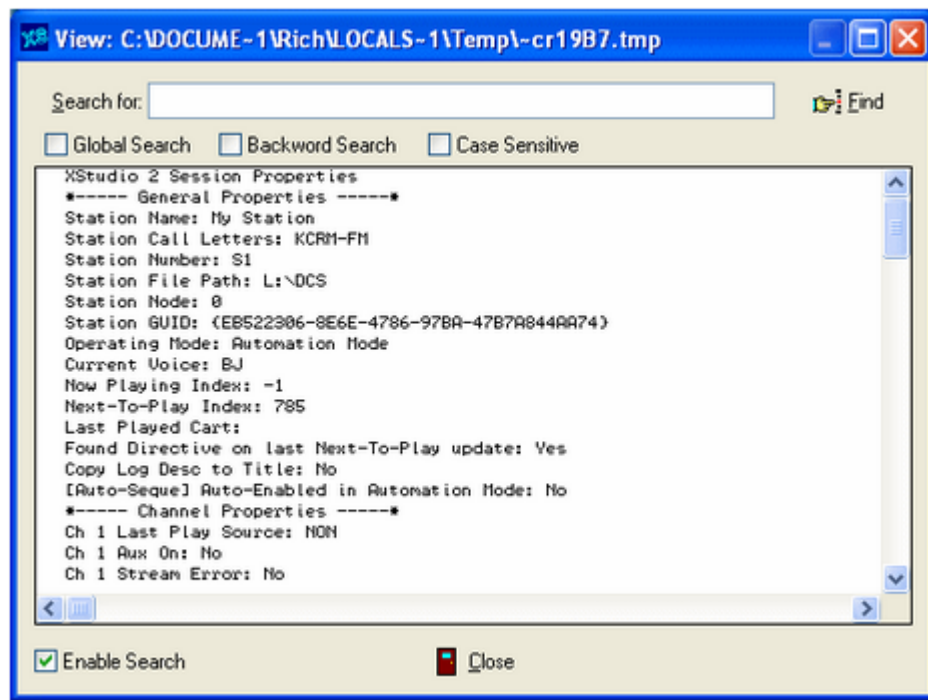 View: C:\DOCUME~1\Rich\LOCALS~1\Temp\~cr19B7.tmp
Search for:
Find
Global Search Backword Search Case Sensitive
XStudio 2 Session Properties
*----- General Properties -----*
Station Name: My Station
Station Call Letters: KCRM-FM
Station Number: S1
Station File Path: L:\DCS
Station Node: 0
Station GUID: {EB522306-8E6E-4786-97BA-47B7A844AA74}
Operating Mode: Automation Mode
Current Voice: BJ
Now Playing Index: -1
Next-To-Play Index: 785
Last Played Cart:
Found Directive on last Next-To-Play update: Yes
Copy Log Desc to Title: No
[Auto-Seque] Auto-Enabled in Automation Mode: No
*----- Channel Properties -----*
Ch 1 Last Play Source: NON
Ch 1 Aux On: No
Ch 1 Stream Error: No
Enable Search
Close